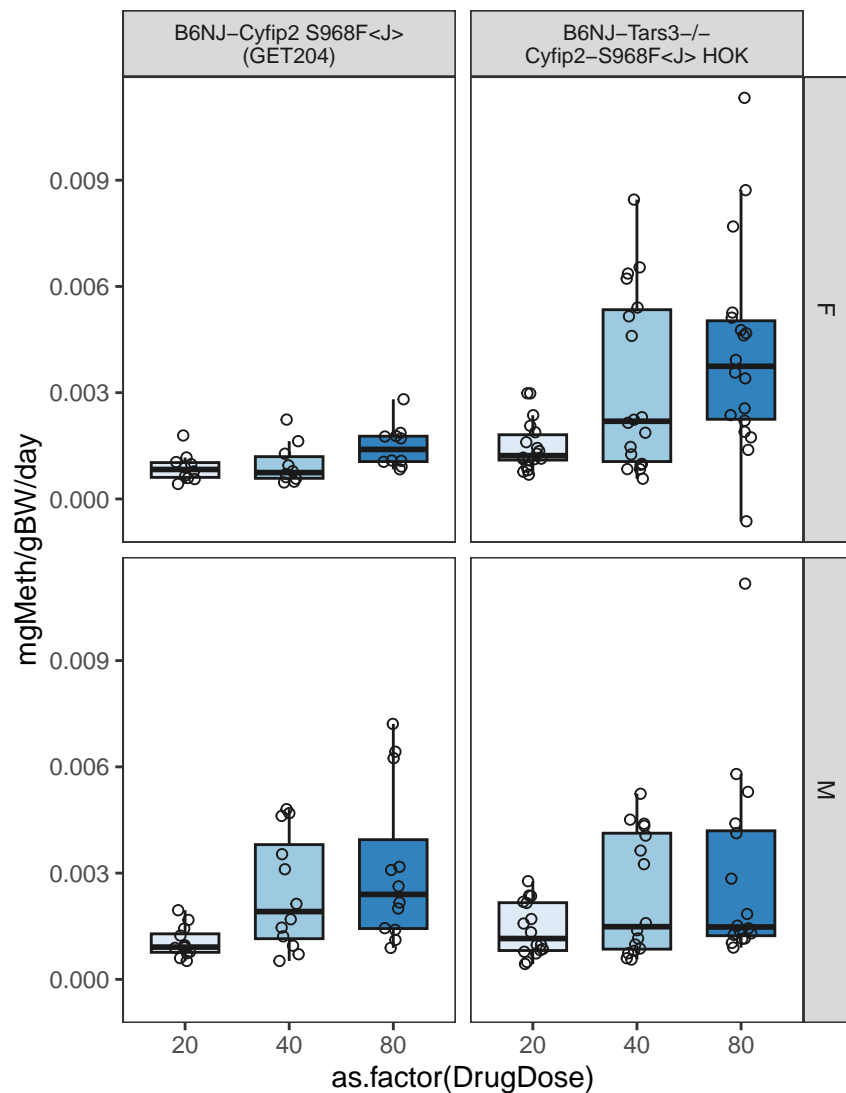 B6NJ−Cyfip2 S968F<J>
(GET204)
B6NJ−Tars3−/−
Cyfip2−S968F<J> HOK
F
0.009
0.006
0.003
0.000
M
0.009
0.006
0.003
0.000
mgMeth/gBW/day
20 40 80 20 40 80
as.factor(DrugDose)